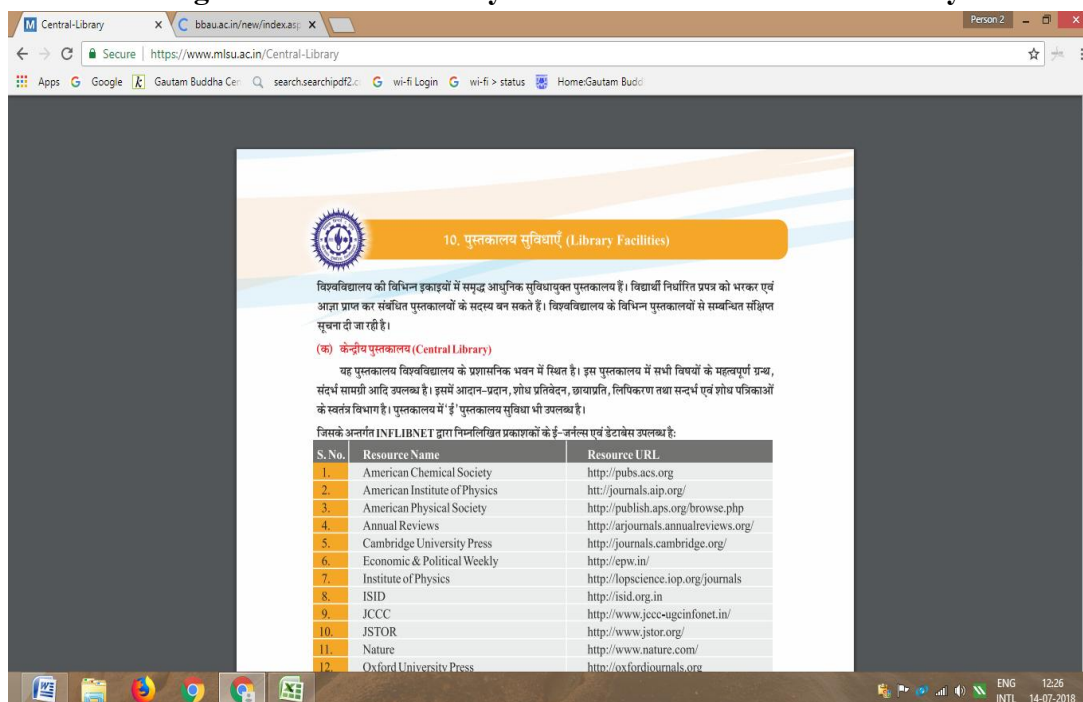 Central-Library
bbau.ac.in/new/index.asp
Person 2
Secure | https://www.mlsu.ac.in/Central-Library
Apps Google Gautam Buddha Cen search.searchpdf2.c wi-fi Login wi-fi > status Home:Gautam Budd
10. पुस्तकालय सुविधाएँ (Library Facilities)
विश्वविद्यालय की विभिन्न इकाइयों में समृद्ध आधुनिक सुविधायुक्त पुस्तकालय हैं। विद्यार्थी निर्धारित प्रपत्र को भरकर एवं
आज्ञा प्राप्त कर संबंधित पुस्तकालयों के सदस्य बन सकते हैं। विश्वविद्यालय के विभिन्न पुस्तकालयों से सम्बन्धित संक्षिप्त
सूचना दी जा रही है।
(क) केन्द्रीय पुस्तकालय (Central Library)
यह पुस्तकालय विश्वविद्यालय के प्रशासनिक भवन में स्थित है। इस पुस्तकालय में सभी विषयों के महत्वपूर्ण ग्रन्थ,
संदर्भ सामग्री आदि उपलब्ध है। इसमें आदान-प्रदान, शोध प्रतिवेदन, छायाप्रति, लिपिकरण तथा सन्दर्भ एवं शोध पत्रिकाओं
के स्वतंत्र विभाग है। पुस्तकालय में 'ई' पुस्तकालय सुविधा भी उपलब्ध है।
जिसके अन्तर्गत INFLIBNET द्वारा निम्नलिखित प्रकाशकों के ई-जर्नल्स एवं डेटाबेस उपलब्ध है:
S. No. Resource Name Resource URL
1. American Chemical Society http://pubs.acs.org
2. American Institute of Physics htt://journals.aip.org/
3. American Physical Society http://publish.aps.org/browse.php
4. Annual Reviews http://arjournals.annualreviews.org/
5. Cambridge University Press http://journals.cambridge.org/
6. Economic & Political Weekly http://epw.in/
7. Institute of Physics http://lopscience.iop.org/journals
8. ISID http://isid.org.in
9. JCCC http://www.jccc-ugcinfonet.in/
10. JSTOR http://www.jstor.org/
11. Nature http://www.nature.com/
12. Oxford University Press http://oxfordjournals.org
ENG 12:26
INTL 14-07-2018